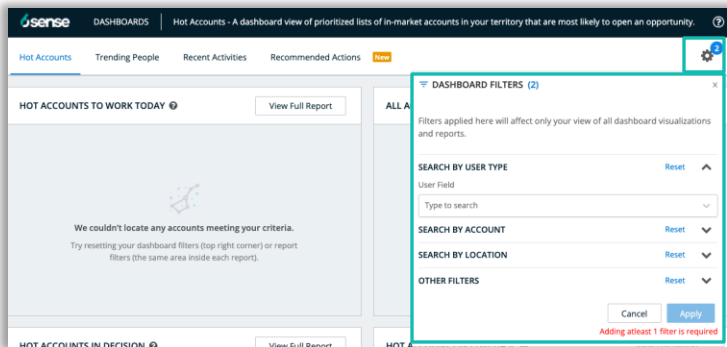 6sense DASHBOARDS Hot Accounts - A dashboard view of prioritized lists of in-market accounts in your territory that are most likely to open an opportunity.
Hot Accounts Trending People Recent Activities Recommended Actions New 2
HOT ACCOUNTS TO WORK TODAY View Full Report
We couldn't locate any accounts meeting your criteria.
Try resetting your dashboard filters (top right corner) or report
filters (the same area inside each report).
ALL
DASHBOARD FILTERS (2)
Filters applied here will affect only your view of all dashboard visualizations
and reports.
SEARCH BY USER TYPE Reset
User Field
Type to search
SEARCH BY ACCOUNT Reset
SEARCH BY LOCATION Reset
OTHER FILTERS Reset
Cancel Apply
Adding atleast 1 filter is required
HOT ACCOUNTS IN DECISION View Full Report
HOT